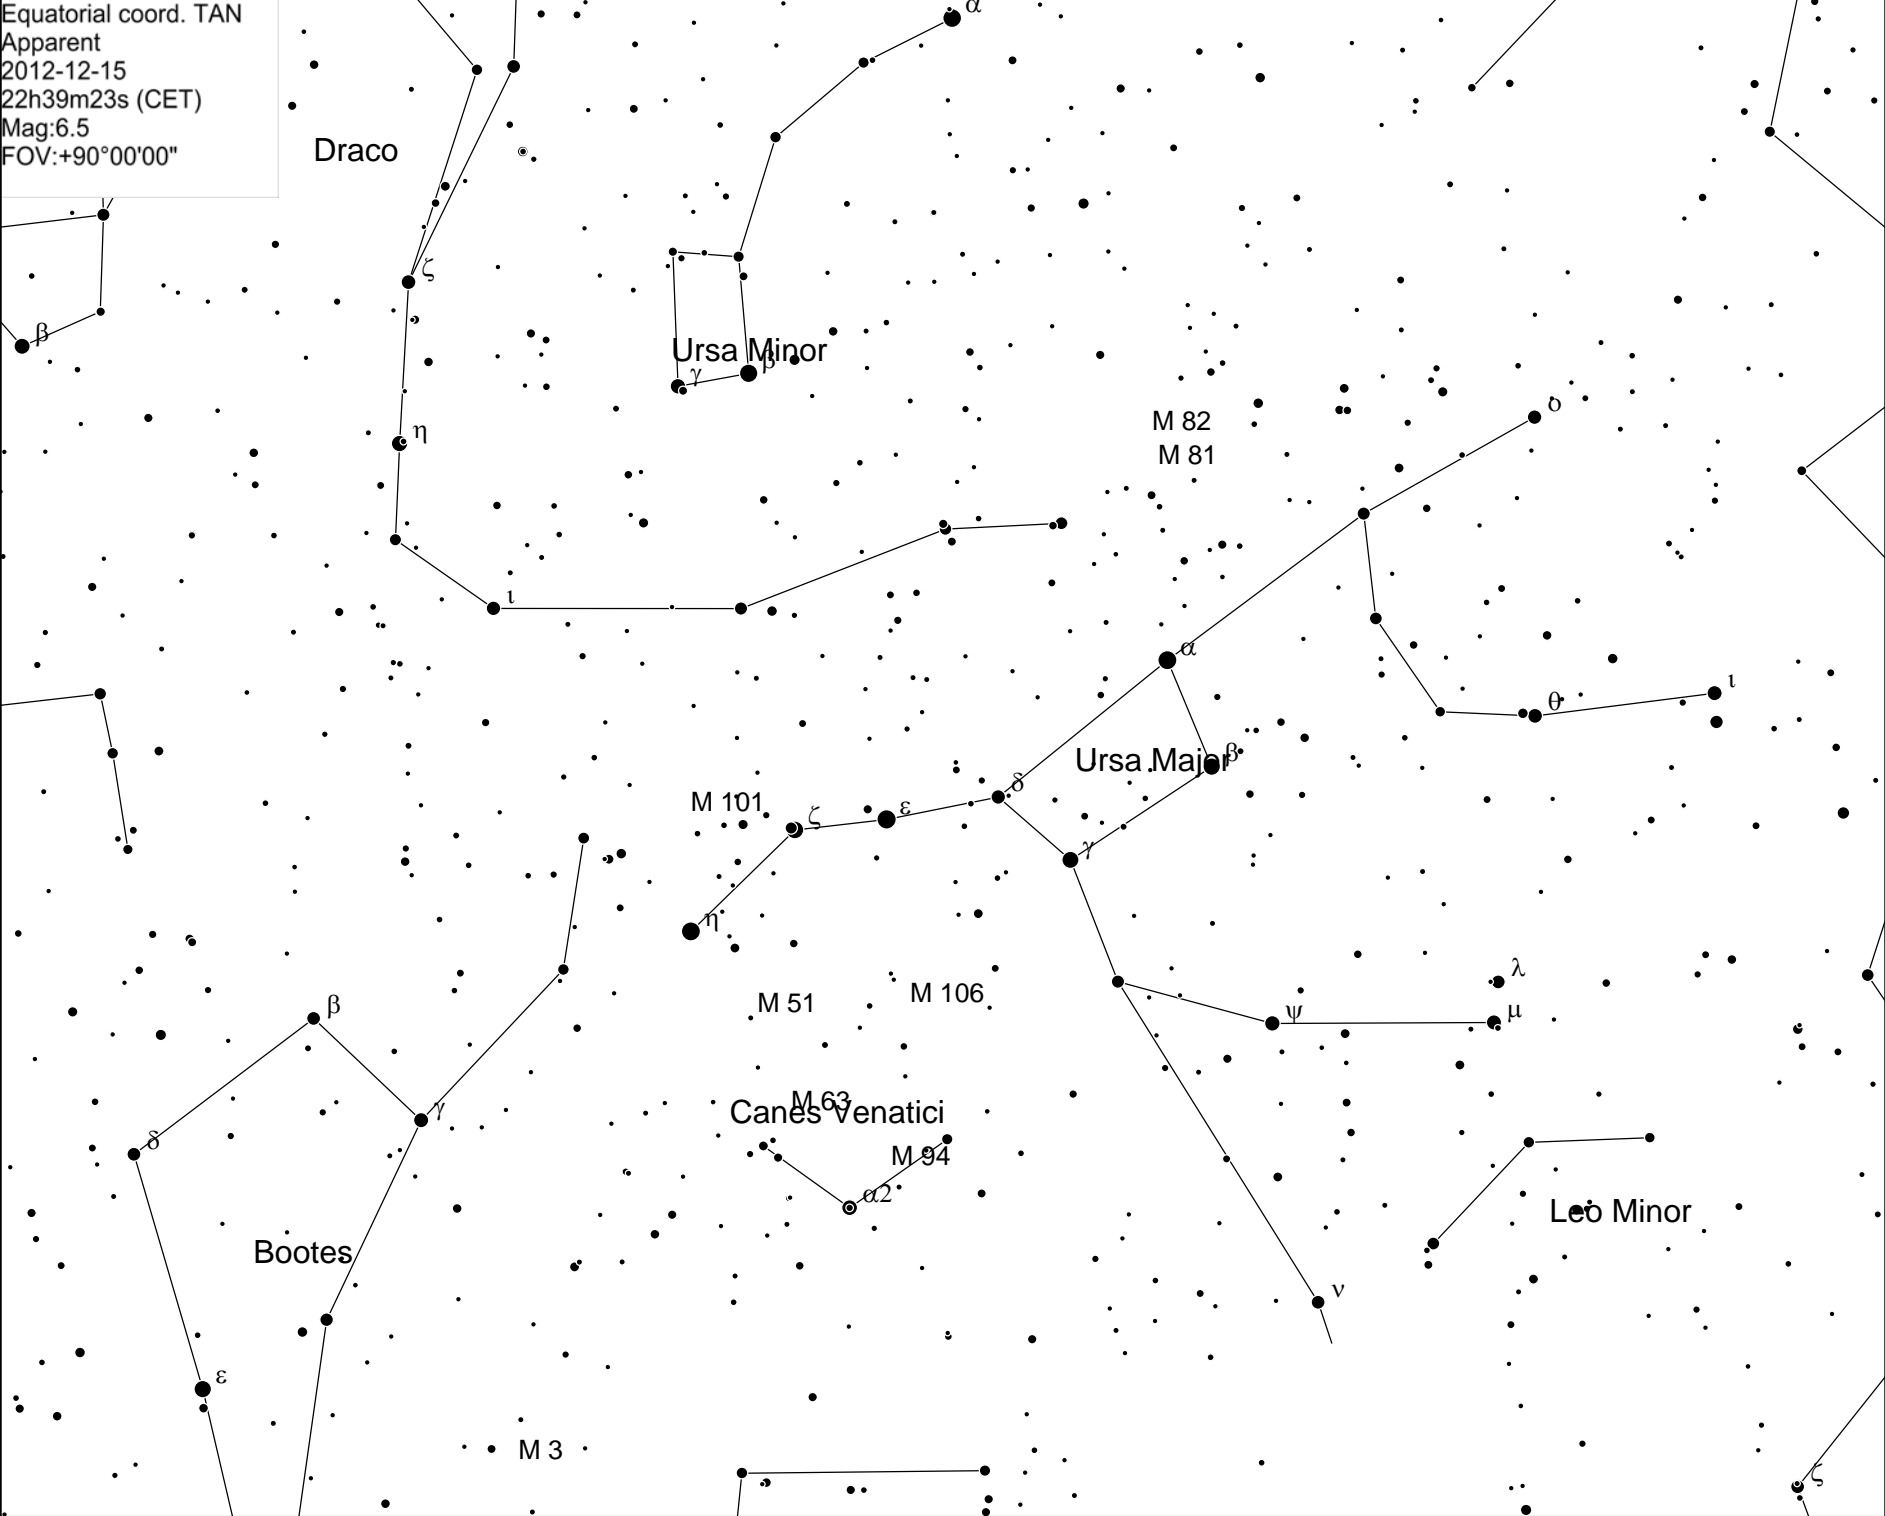 Equatorial coord. TAN
Apparent
2012-12-15
22h39m23s (CET)
Mag:6.5
FOV:+90°00'00"
α
Draco
ζ
β
Ursa Minor
β
γ
η
M 82
ο
M 81
ι
α
ι
θ
Ursa Major
β
δ
M 101
ζ
ε
γ
η
λ
M 51
M 106
β
ψ
μ
M 63
Canes Venatici
γ
δ
M 94
α2
Leo Minor
Bootes
ν
ε
M 3
ζ